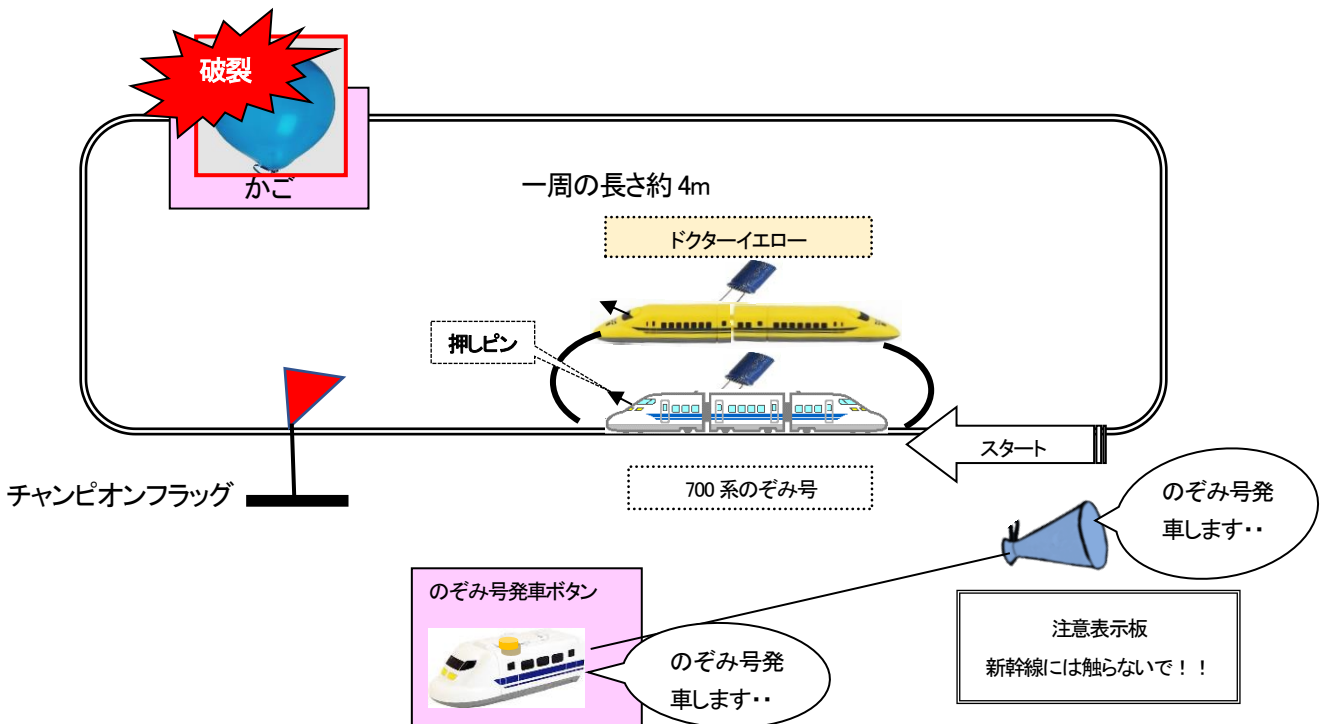 破裂
かご
一周の長さ約 4m
ドクターイエロー
押しピン
スタート
チャンピオンフラッグ
700 系のぞみ号
のぞみ号発
車します・・
のぞみ号発車ボタン
のぞみ号発
車します・・
注意表示板
新幹線には触らないで！！